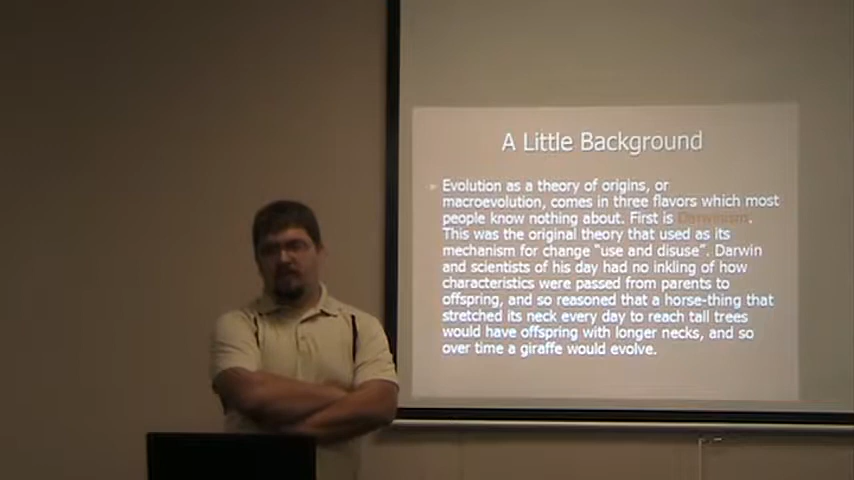 A Little Background
Evolution as a theory of origins, or
macroevolution, comes in three flavors which most
people know nothing about. First is Darwinism.
This was the original theory that used as its
mechanism for change "use and disuse". Darwin
and scientists of his day had no inkling of how
characteristics were passed from parents to
offspring, and so reasoned that a horse-thing that
stretched its neck every day to reach tall trees
would have offspring with longer necks, and so
over time a giraffe would evolve.